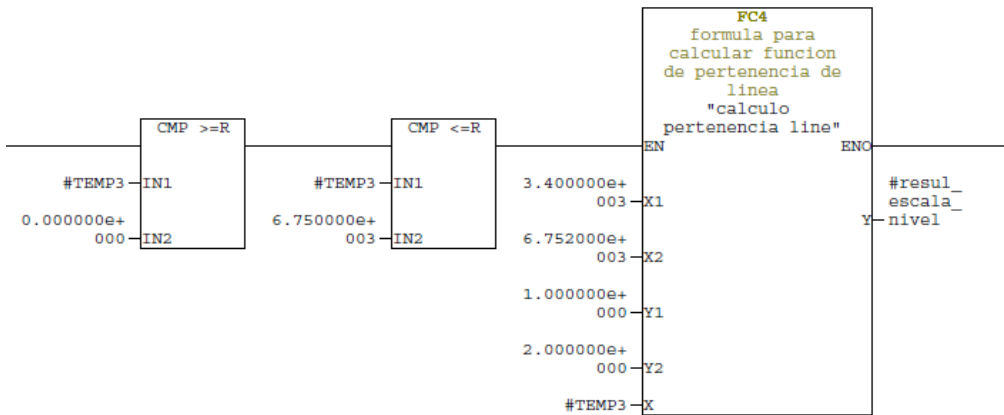 FC4
formula para
calcular funcion
de pertenencia de
linea
"calculo
pertenencia line"
CMP >=R
CMP <=R
EN
ENO
#TEMP3
IN1
#TEMP3
IN1
3.400000e+
003
X1
#resul_
escala_
nivel
Y
0.000000e+
000
IN2
6.750000e+
003
IN2
6.752000e+
003
X2
1.000000e+
000
Y1
2.000000e+
000
Y2
#TEMP3
X